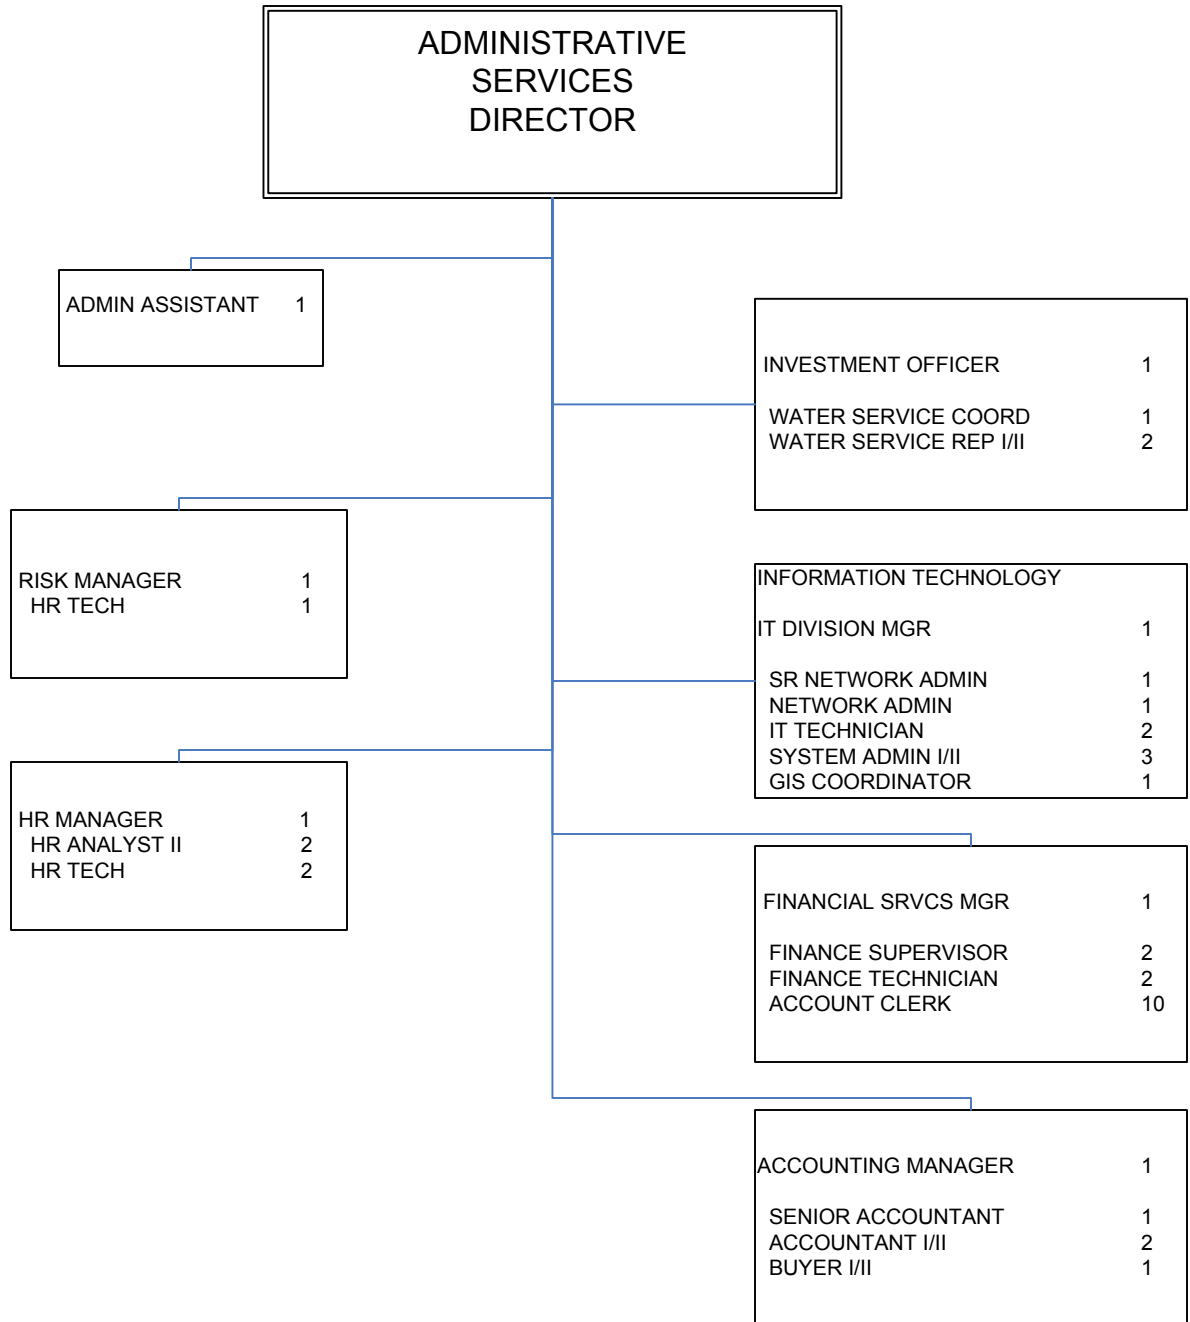 ADMINISTRATIVE
SERVICES
DIRECTOR
ADMIN ASSISTANT 1
INVESTMENT OFFICER 1
WATER SERVICE COORD 1
WATER SERVICE REP I/II 2
RISK MANAGER 1
HR TECH 1
INFORMATION TECHNOLOGY
IT DIVISION MGR 1
SR NETWORK ADMIN 1
NETWORK ADMIN 1
IT TECHNICIAN 2
SYSTEM ADMIN I/II 3
GIS COORDINATOR 1
HR MANAGER 1
HR ANALYST II 2
HR TECH 2
FINANCIAL SRVCS MGR 1
FINANCE SUPERVISOR 2
FINANCE TECHNICIAN 2
ACCOUNT CLERK 10
ACCOUNTING MANAGER 1
SENIOR ACCOUNTANT 1
ACCOUNTANT I/II 2
BUYER I/II 1